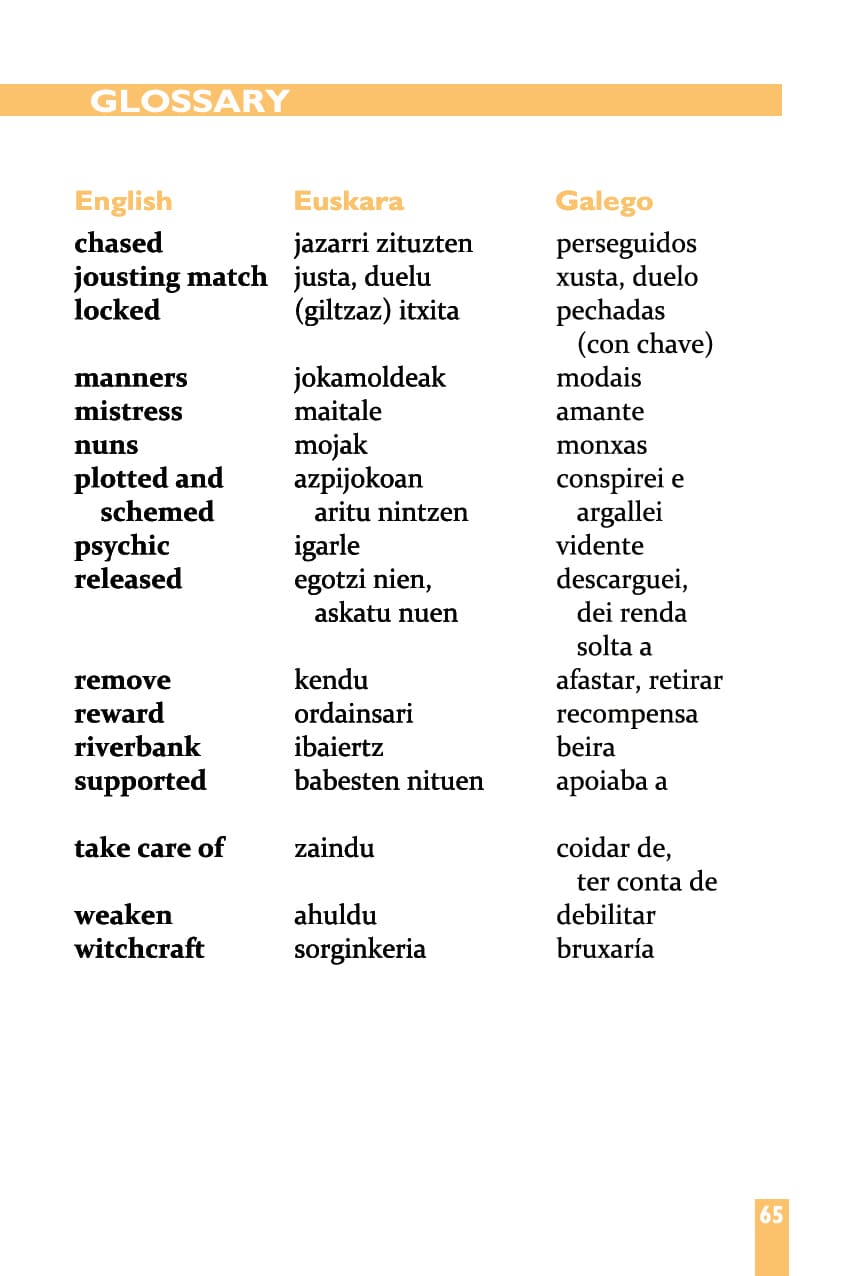 GLOSSARY
English Euskara Galego
chased jazarri zituzten perseguidos
jousting match justa, duelu xusta, duelo
locked (giltzaz) itxita pechadas
(con chave)
manners jokamoldeak modais
mistress maitale amante
nuns mojak monxas
plotted and azpijokoan conspirei e
schemed aritu nintzen argallei
psychic igarle vidente
released egotzi nien, descarguei,
askatu nuen dei renda
solta a
remove kendu afastar, retirar
reward ordainsari recompensa
riverbank ibaiertz beira
supported babesten nituen apoiaba a
take care of zaindu coidar de,
ter conta de
weaken ahuldu debilitar
witchcraft sorginkeria bruxaría
65